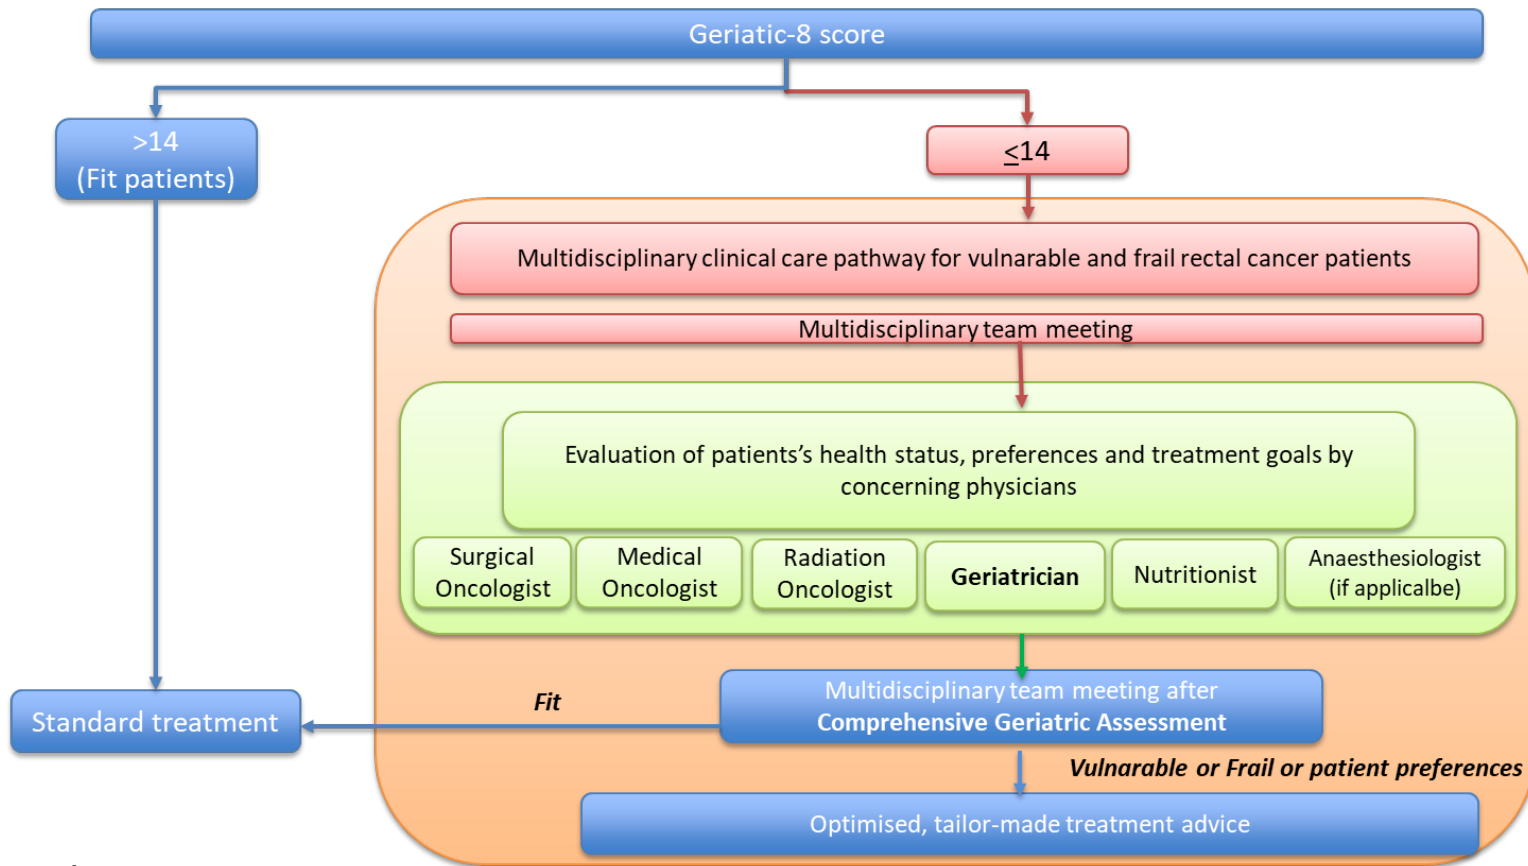 Geriatic-8 score
>14
(Fit patients)
≤14
Multidisciplinary clinical care pathway for vulnarable and frail rectal cancer patients
Multidisciplinary team meeting
Evaluation of patients's health status, preferences and treatment goals by
concerning physicians
Surgical
Oncologist
Medical
Oncologist
Radiation
Oncologist
Geriatrician
Nutritionist
Anaesthesiologist
(if applicalbe)
Multidisciplinary team meeting after
Comprehensive Geriatric Assessment
Fit
Standard treatment
Vulnarable or Frail or patient preferences
Optimised, tailor-made treatment advice